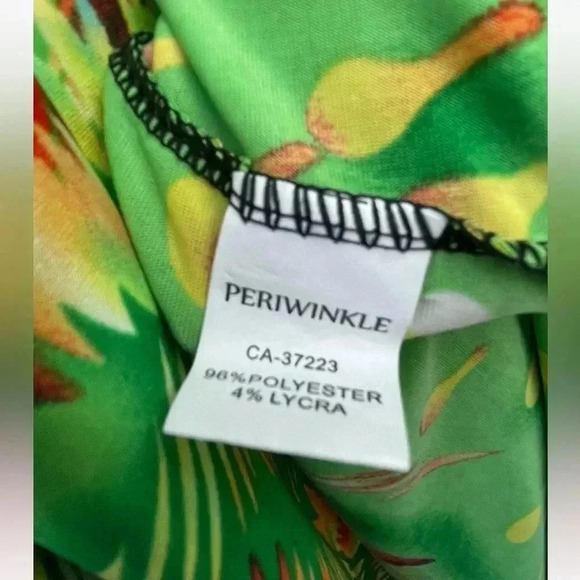 PERIWINKLE
CA-37223
96%POLYESTER
4% LYCRA